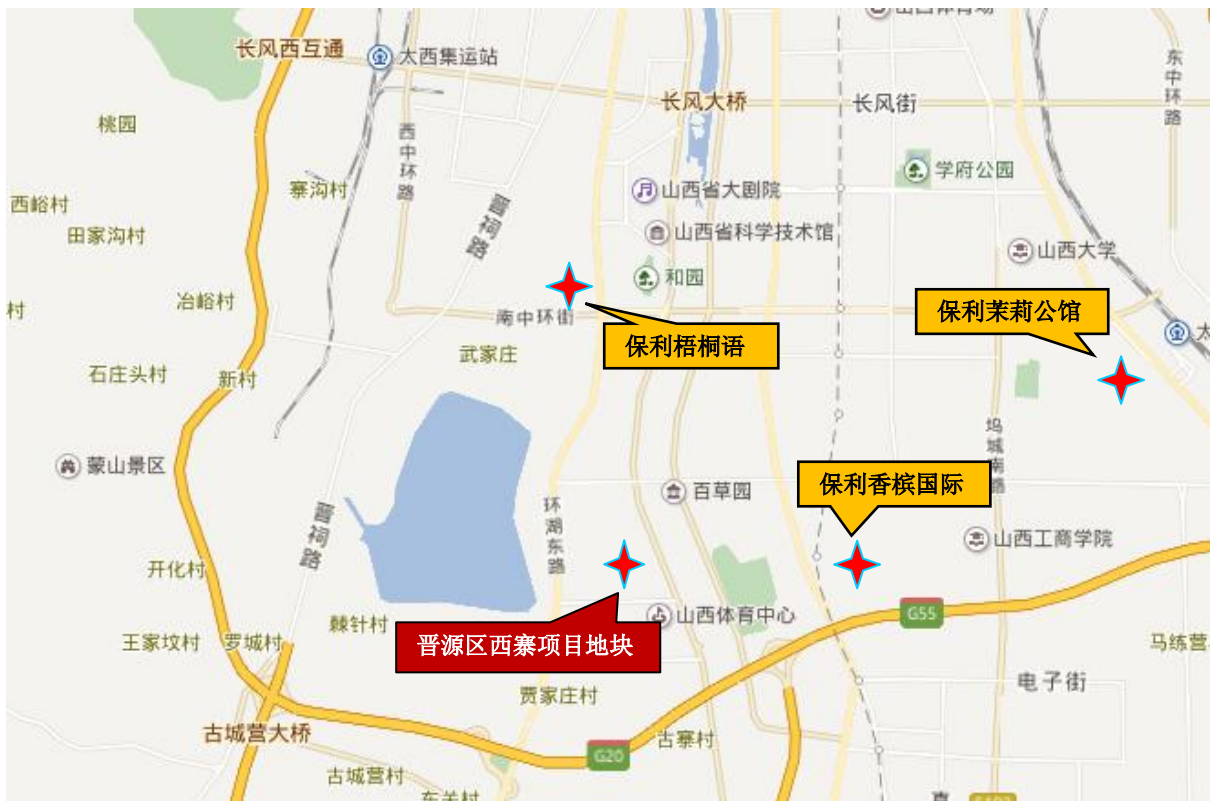 长风西互通
太西集运站
长风大桥
长风街
东中环路
桃园
西中环路
学府公园
寨沟村
山西省大剧院
西峪村
晋祠路
田家沟村
山西省科学技术馆
山西大学
和园
冶峪村
村
南中环街
保利茉莉公馆
保利梧桐语
太
武家庄
石庄头村
新村
坞城南路
蒙山景区
保利香槟国际
百草园
晋祠路
环湖东路
山西工商学院
开化村
G55
山西体育中心
棘针村
王家坟村
罗城村
晋源区西寨项目地块
马练营
电子街
贾家庄村
古城营大桥
古寨村
G20
古城营村